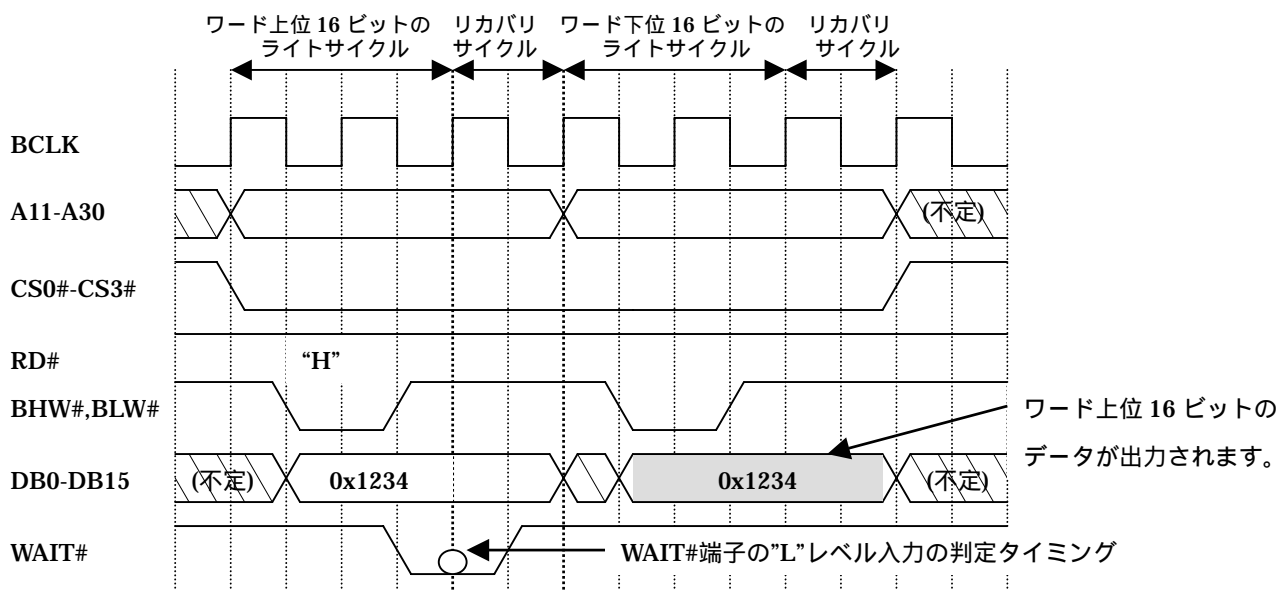 ワード上位 16 ビットの
ライトサイクル
リカバリ
サイクル
ワード下位 16 ビットの
ライトサイクル
リカバリ
サイクル
BCLK
A11-A30
(不定)
CS0#-CS3#
RD#
“H”
BHW#,BLW#
ワード上位 16 ビットの
データが出力されます。
DB0-DB15
(不定)
0x1234
0x1234
(不定)
WAIT#
WAIT#端子の”L”レベル入力の判定タイミング